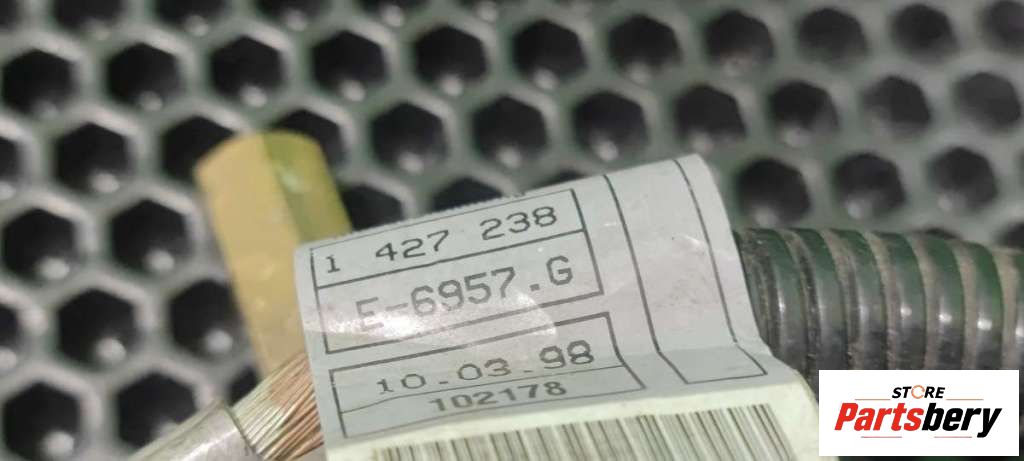 1 427 238
E-6957.G
10.03.98
102178
STORE
Partsbery